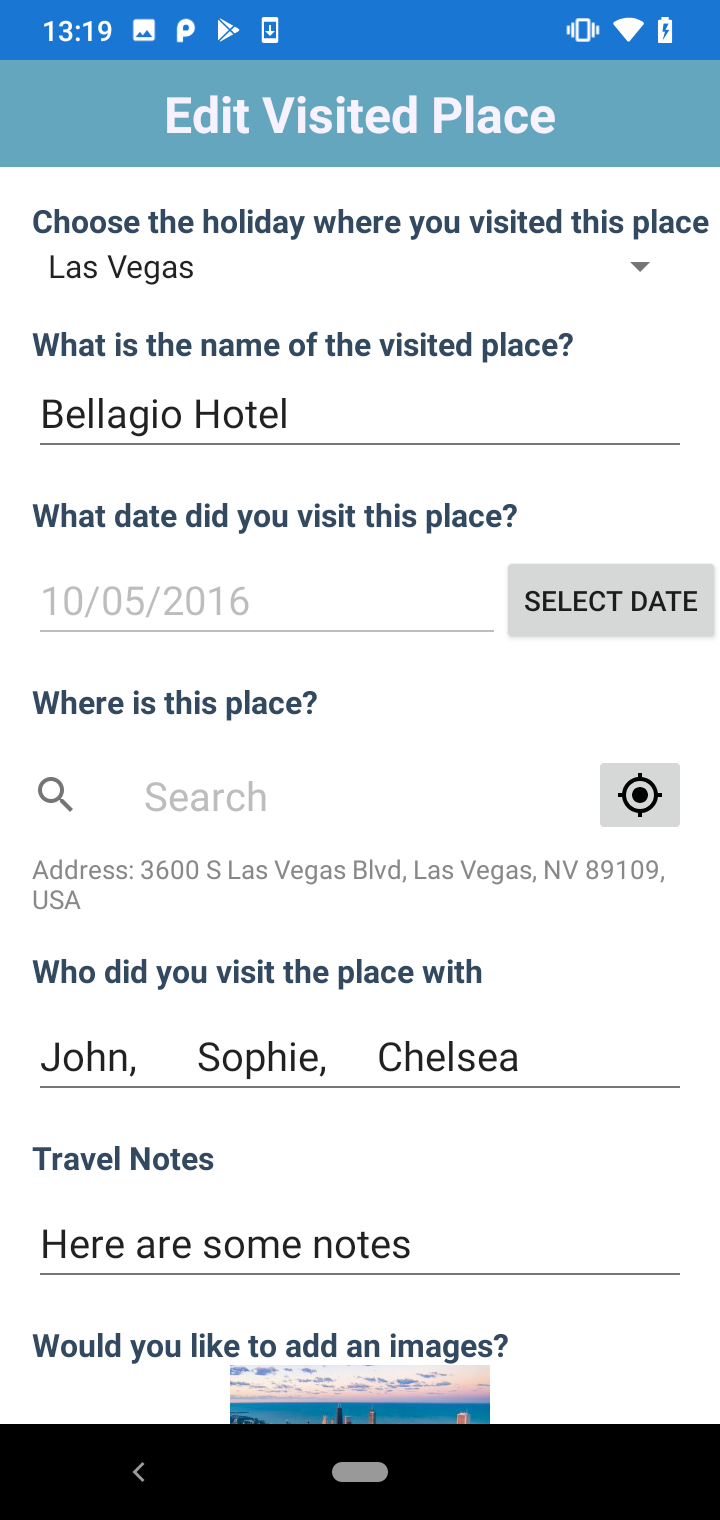 13:19
Edit Visited Place
Choose the holiday where you visited this place
Las Vegas
What is the name of the visited place?
Bellagio Hotel
What date did you visit this place?
10/05/2016 SELECT DATE
Where is this place?
Search
Address: 3600 S Las Vegas Blvd, Las Vegas, NV 89109,
USA
Who did you visit the place with
John, Sophie, Chelsea
Travel Notes
Here are some notes
Would you like to add an images?